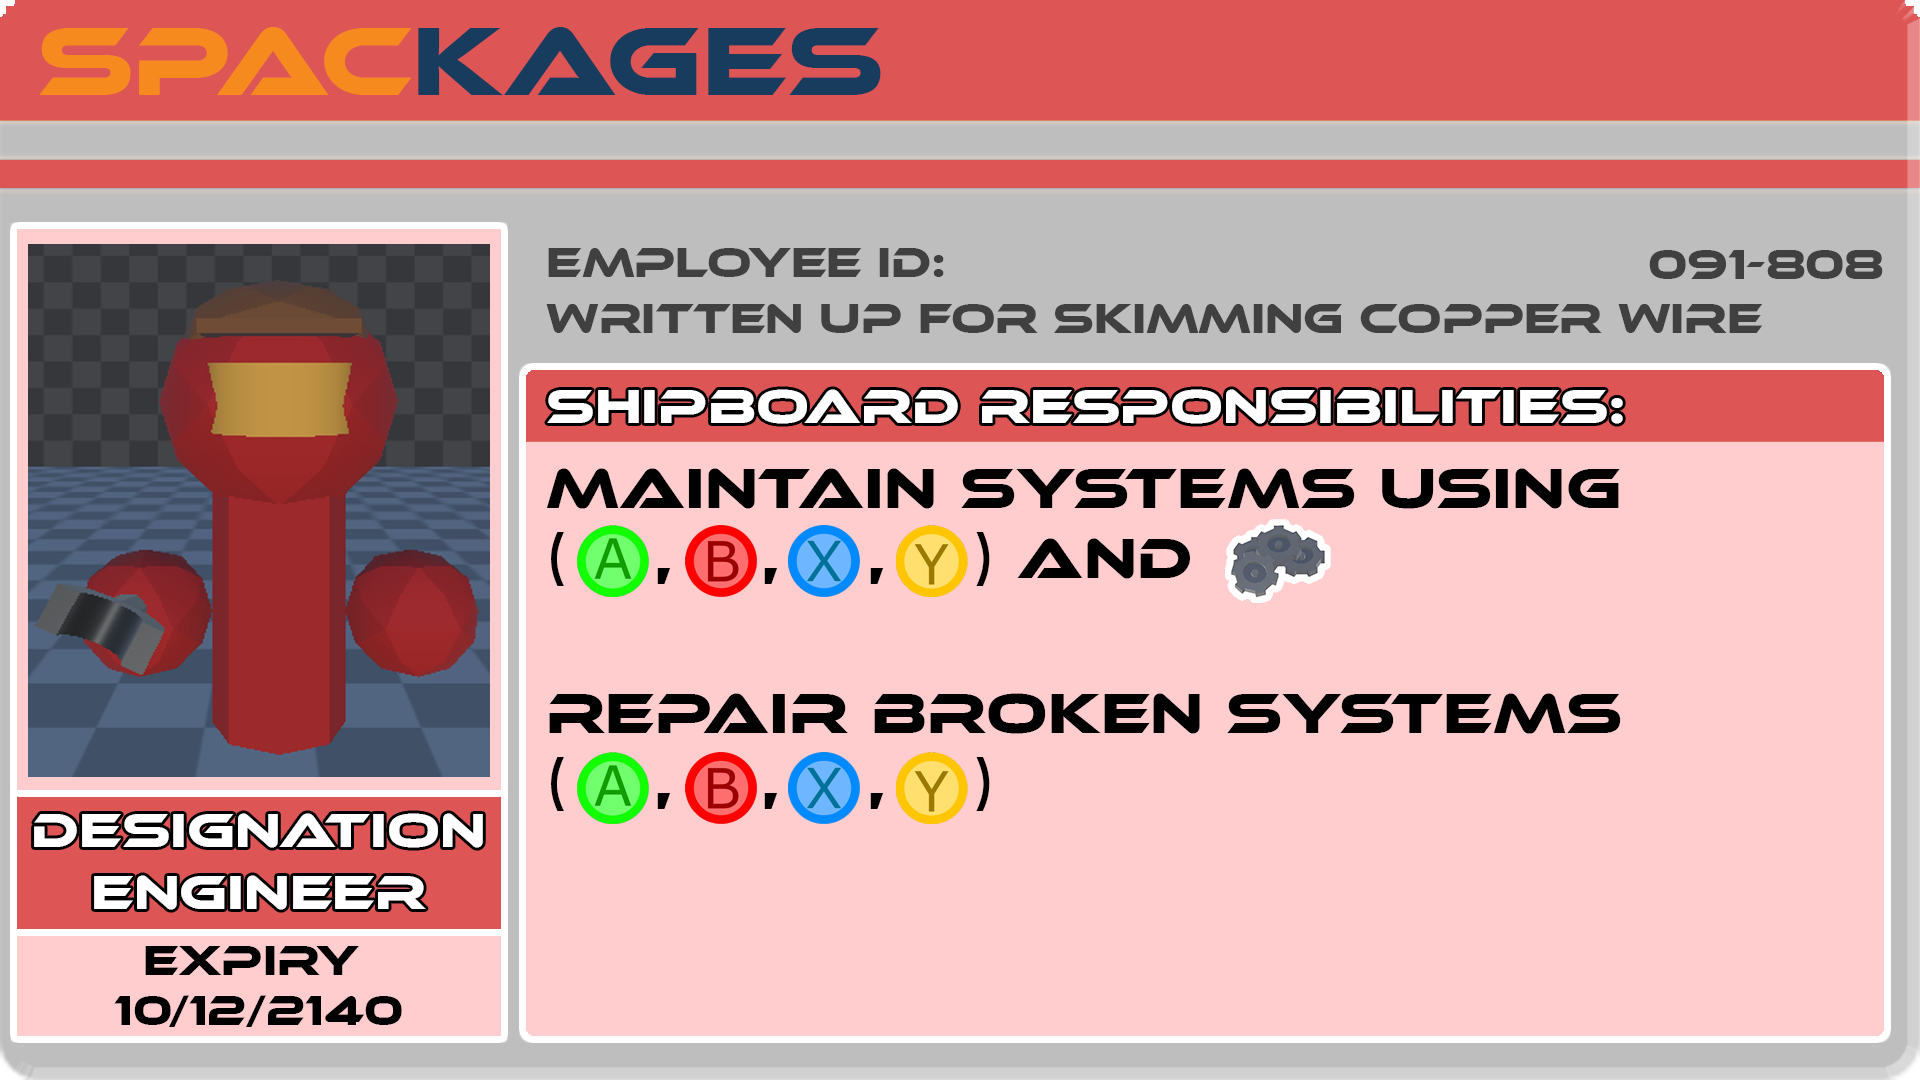 SPACKAGES
EMPLOYEE ID: 091-808
WRITTEN UP FOR SKIMMING COPPER WIRE
SHIPBOARD RESPONSIBILITIES:
MAINTAIN SYSTEMS USING
(A, B, X, Y) AND
REPAIR BROKEN SYSTEMS
(A, B, X, Y)
DESIGNATION
ENGINEER
EXPIRY
10/12/2140